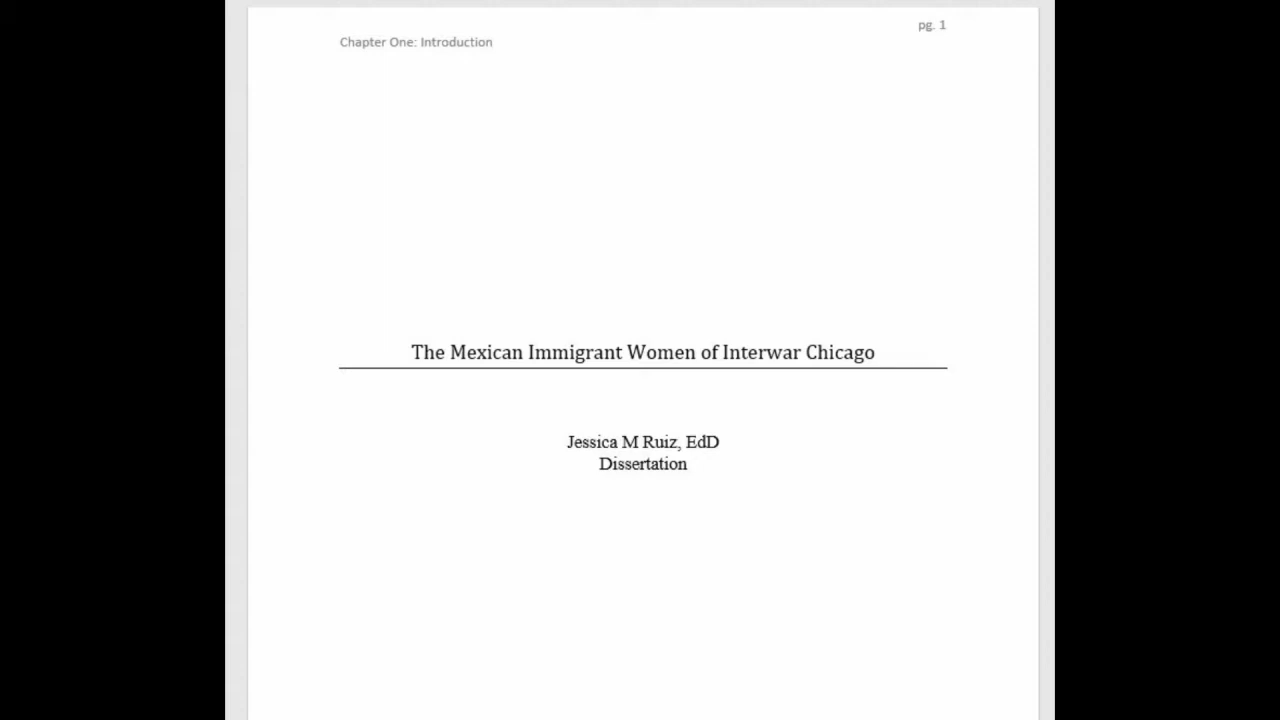 pg. 1
Chapter One: Introduction
The Mexican Immigrant Women of Interwar Chicago
Jessica M Ruiz, EdD
Dissertation